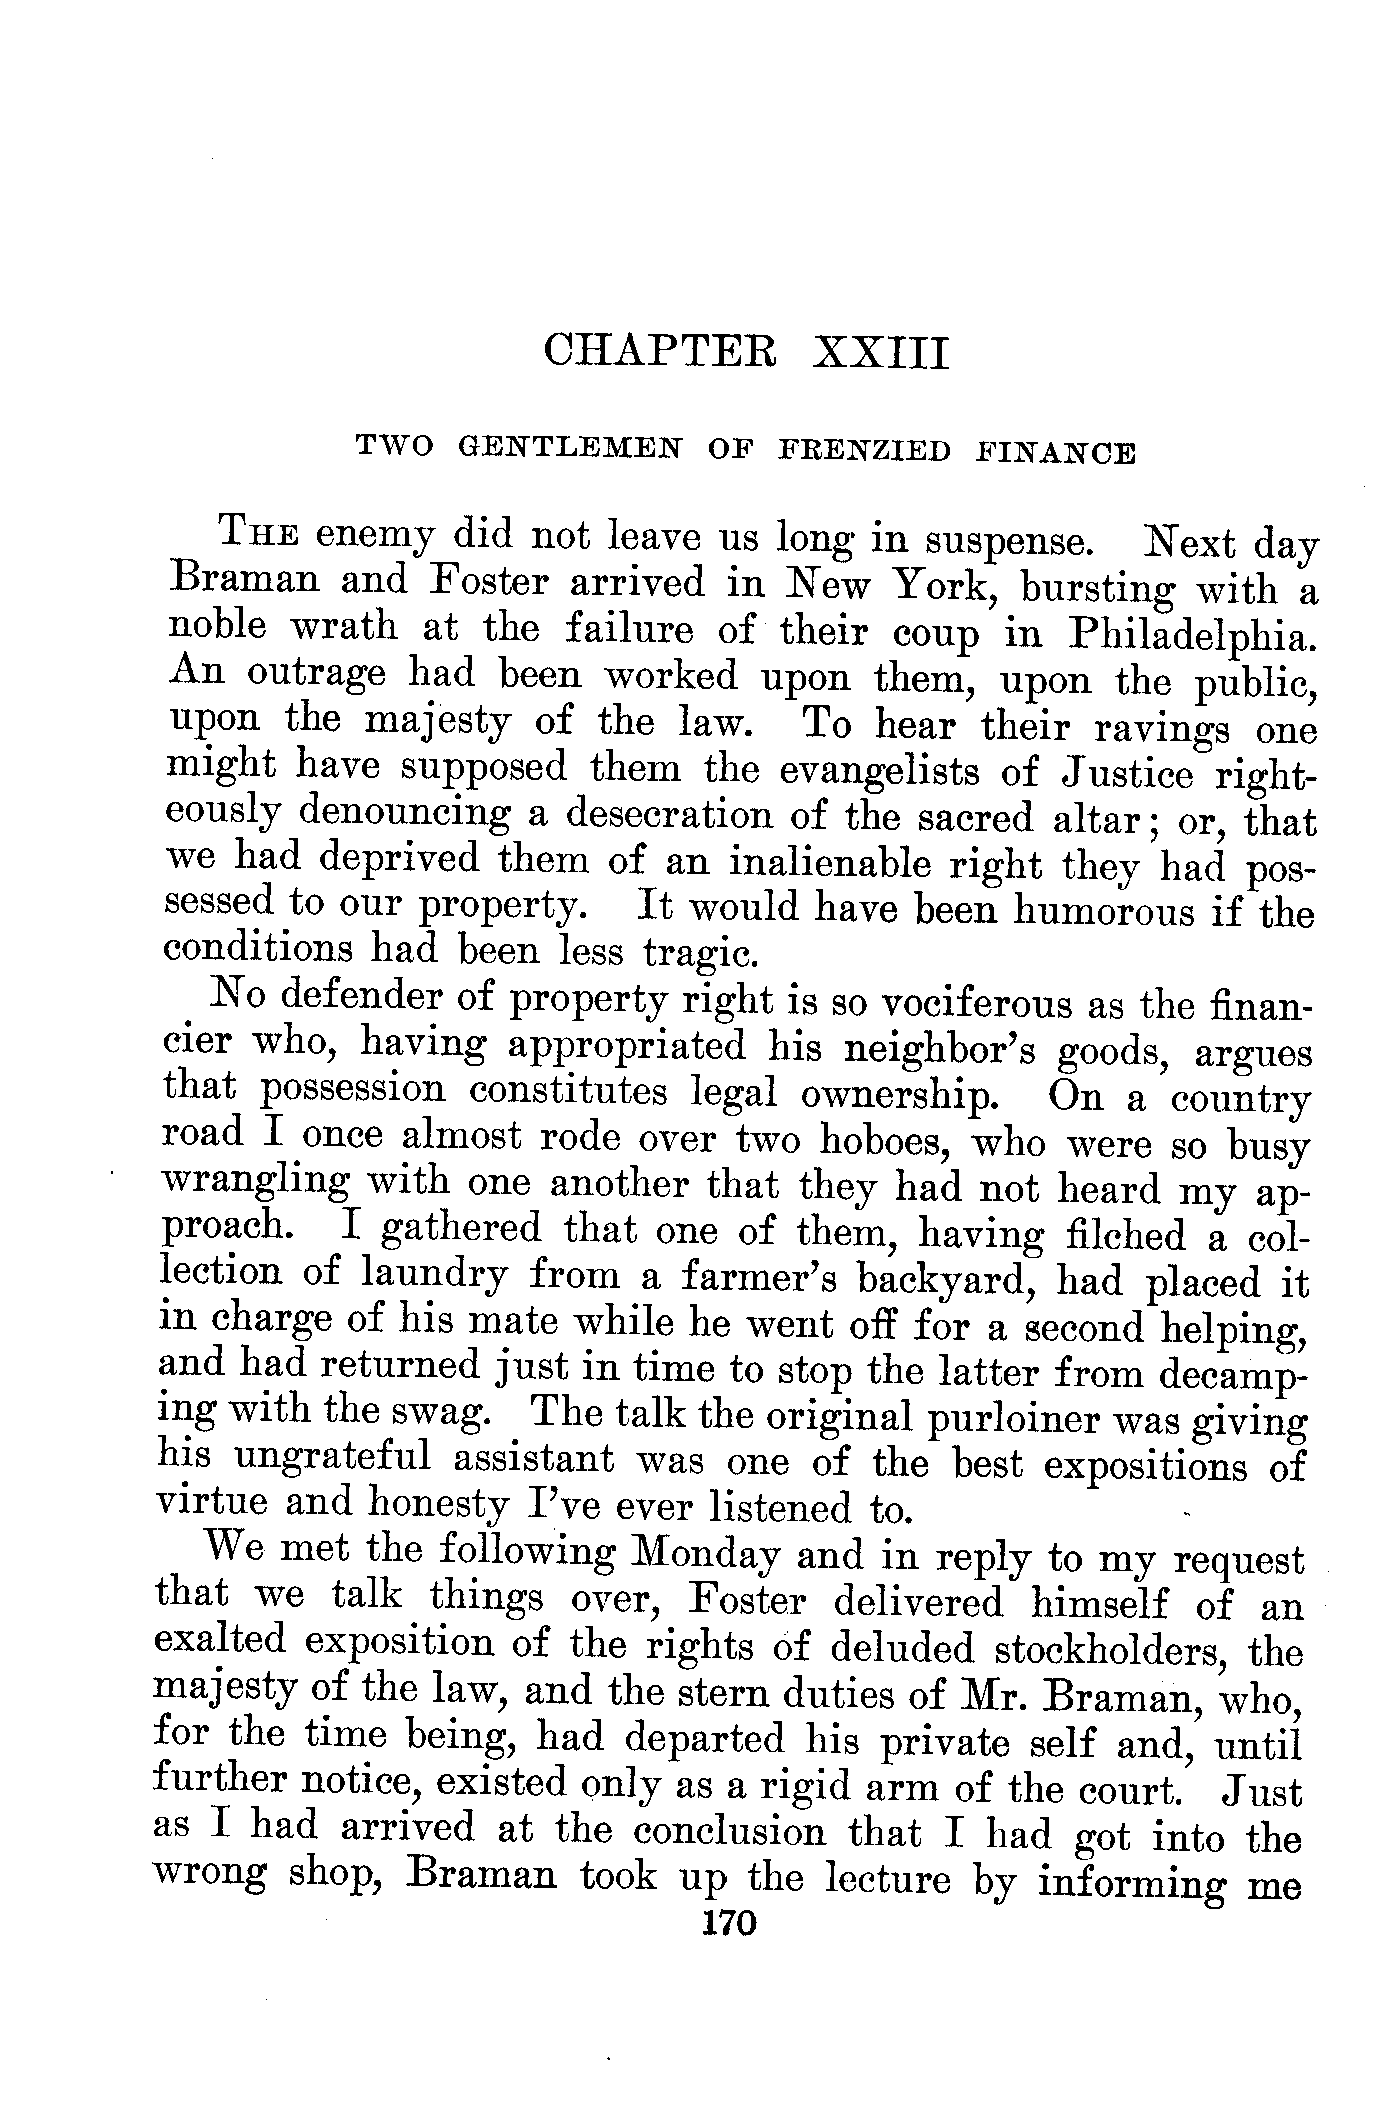 CHAPTER XXIII
TWO GENTLEMEN OF FRENZIED FINANCE
THE enemy did not leave us long in suspense. Next day
Braman and Foster arrived in New York, bursting with a
noble wrath at the failure of their coup in Philadelphia.
An outrage had been worked upon them, upon the public,
upon the majesty of the law. To hear their ravings one
might have supposed them the evangelists of Justice right-
eously denouncing a desecration of the sacred altar; or, that
we had deprived them of an inalienable right they had pos-
sessed to our property. It would have been humorous if the
conditions had been less tragic.
No defender of property right is so vociferous as the finan-
cier who, having appropriated his neighbor's goods, argues
that possession constitutes legal ownership. On a country
road I once almost rode over two hoboes, who were so busy
wrangling with one another that they had not heard my ap-
proach. I gathered that one of them, having filched a col-
lection of laundry from a farmer's backyard, had placed it
in charge of his mate while he went off for a second helping,
and had returned just in time to stop the latter from decamp-
ing with the swag. The talk the original purloiner was giving
his ungrateful assistant was one of the best expositions of
virtue and honesty I've ever listened to.
We met the following Monday and in reply to my request
that we talk things over, Foster delivered himself of an
exalted exposition of the rights of deluded stockholders, the
majesty of the law, and the stern duties of Mr. Braman, who,
for the time being, had departed his private self and, until
further notice, existed only as a rigid arm of the court. Just
as I had arrived at the conclusion that I had got into the
wrong shop, Braman took up the lecture by informing me
170